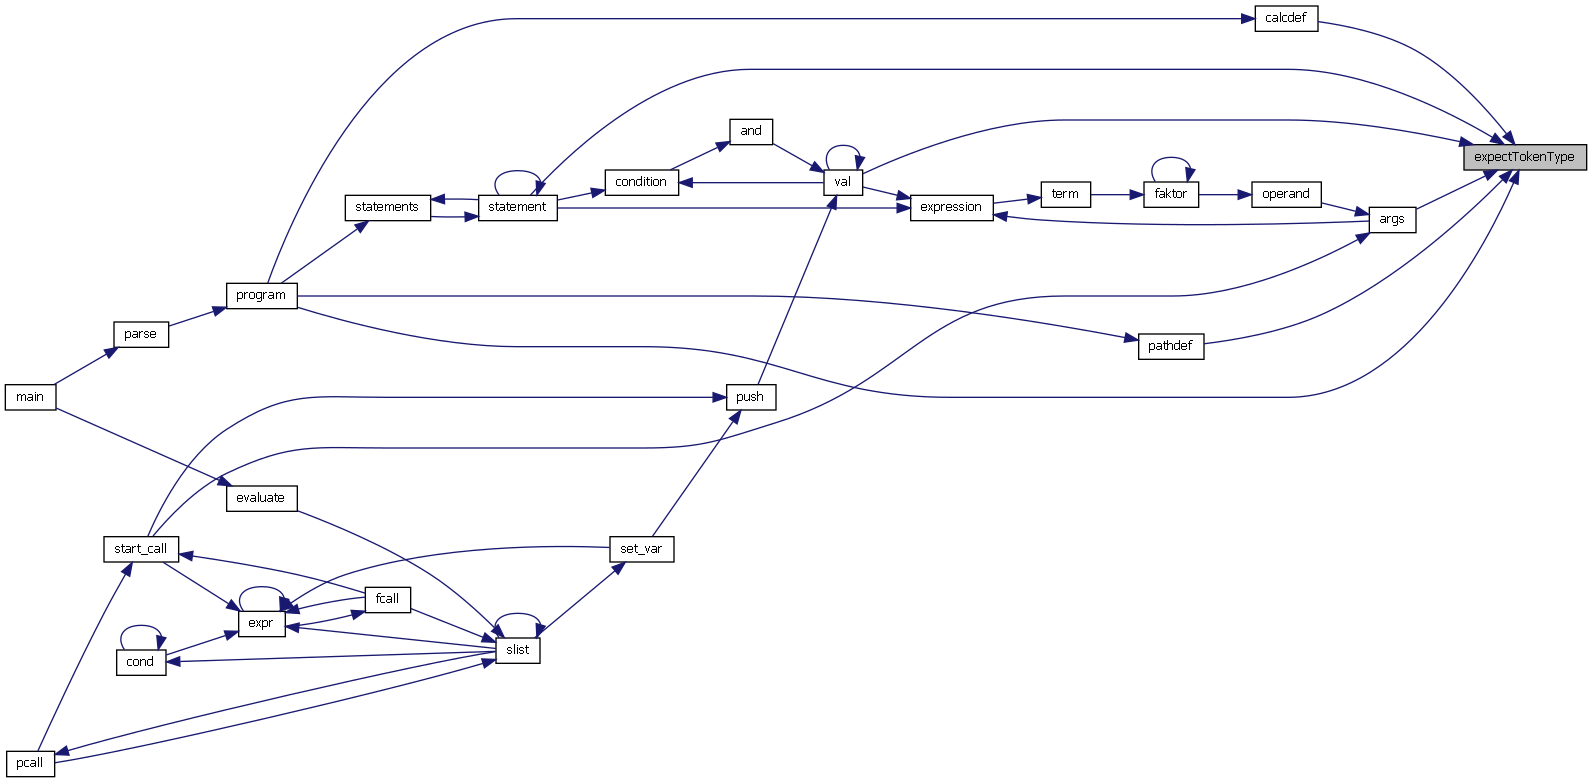 calcdef
and
expectTokenType
condition
val
term
faktor
operand
statements
statement
expression
args
program
parse
pathdef
main
push
evaluate
start_call
set_var
fcall
expr
slist
cond
pcall